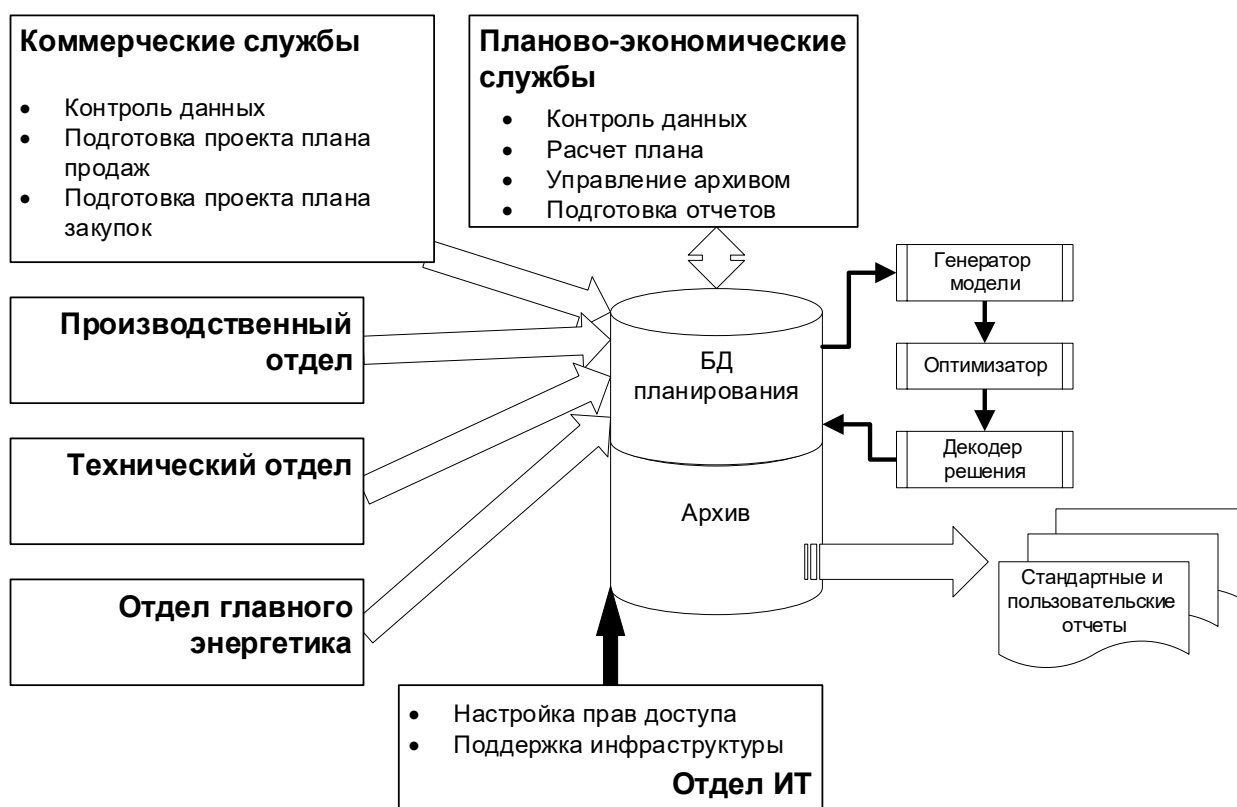 Коммерческие службы
Контроль данных
Подготовка проекта плана
продаж
Подготовка проекта плана
закупок
Планово-экономические
службы
Контроль данных
Расчет плана
Управление архивом
Подготовка отчетов
Производственный
отдел
Технический отдел
Отдел главного
энергетика
БД
планирования
Архив
Генератор
модели
Оптимизатор
Декодер
решения
Стандартные и
пользовательские
отчеты
Настройка прав доступа
Поддержка инфраструктуры
Отдел ИТ